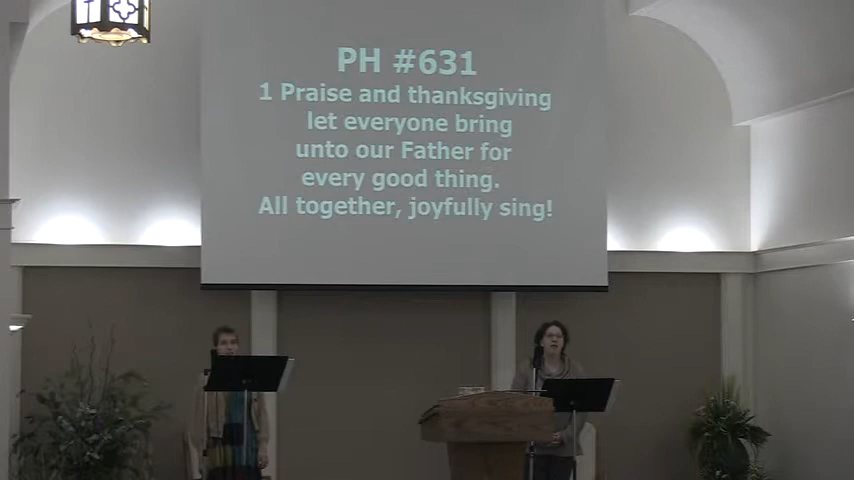 PH #631
1 Praise and thanksgiving
let everyone bring
unto our Father for
every good thing.
All together, joyfully sing!